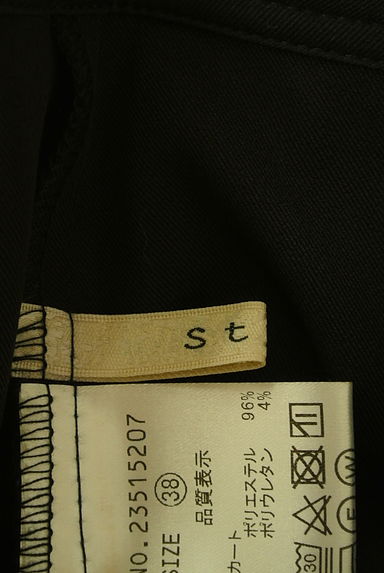 st
NO.23515207
SIZE 38
品質表示
カート
ポリエステル 96%
ポリウレタン 4%
30
W
F